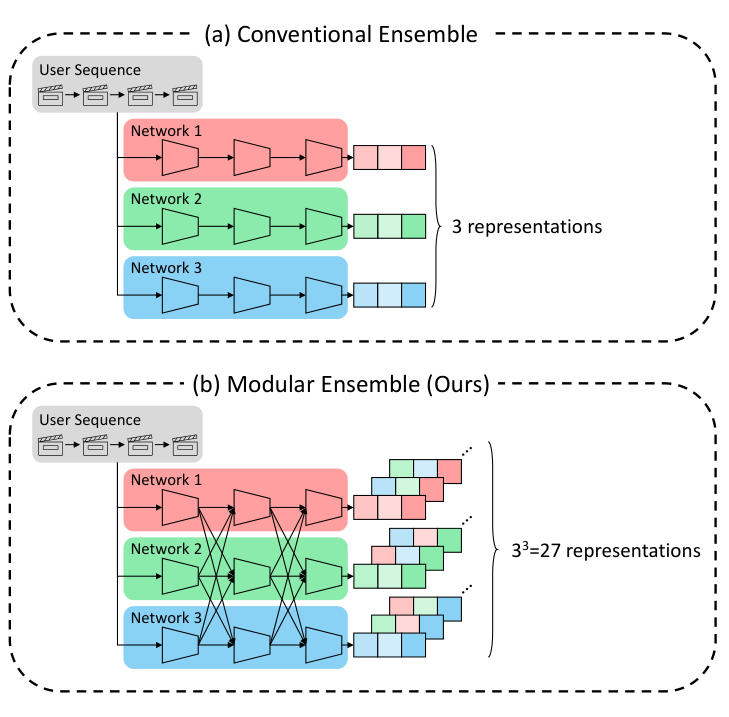 (a) Conventional Ensemble
User Sequence
Network 1
Network 2
3 representations
Network 3
(b) Modular Ensemble (Ours)
User Sequence
Network 1
Network 2
3³=27 representations
Network 3